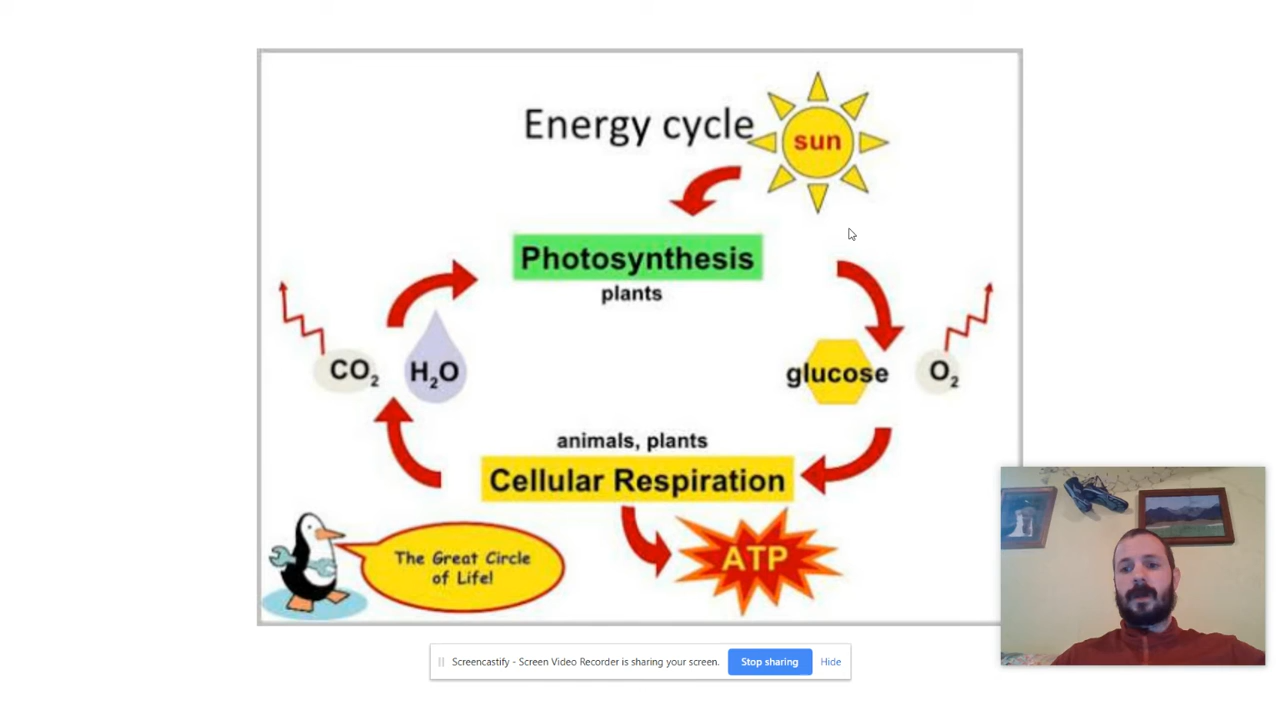 Energy cycle
sun
Photosynthesis
plants
CO₂
H₂O
glucose
O₂
animals, plants
Cellular Respiration
ATP
The Great Circle
of Life!
Screencastify - Screen Video Recorder is sharing your screen.
Stop sharing
Hide